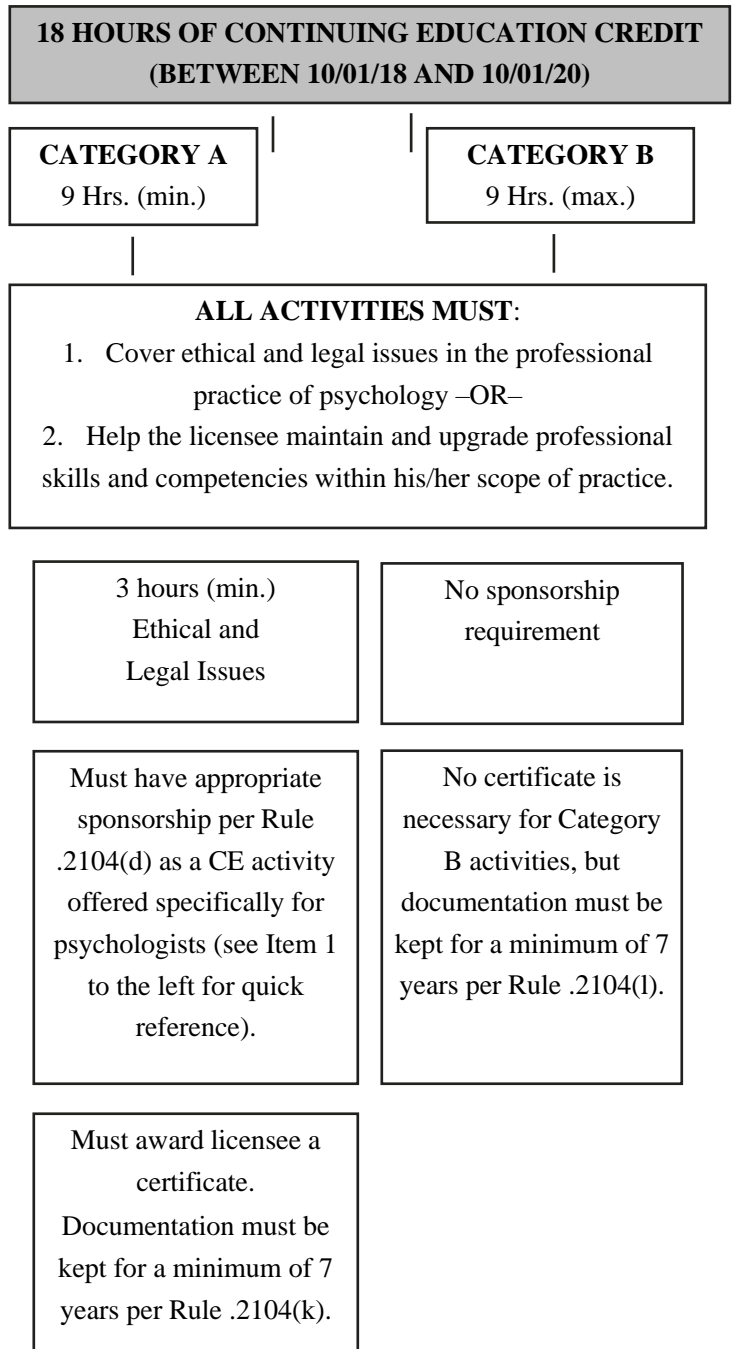 18 HOURS OF CONTINUING EDUCATION CREDIT
(BETWEEN 10/01/18 AND 10/01/20)
CATEGORY A
9 Hrs. (min.)
CATEGORY B
9 Hrs. (max.)
ALL ACTIVITIES MUST:
1. Cover ethical and legal issues in the professional
practice of psychology –OR–
2. Help the licensee maintain and upgrade professional
skills and competencies within his/her scope of practice.
3 hours (min.)
Ethical and
Legal Issues
No sponsorship
requirement
Must have appropriate
sponsorship per Rule
.2104(d) as a CE activity
offered specifically for
psychologists (see Item 1
to the left for quick
reference).
No certificate is
necessary for Category
B activities, but
documentation must be
kept for a minimum of 7
years per Rule .2104(l).
Must award licensee a
certificate.
Documentation must be
kept for a minimum of 7
years per Rule .2104(k).